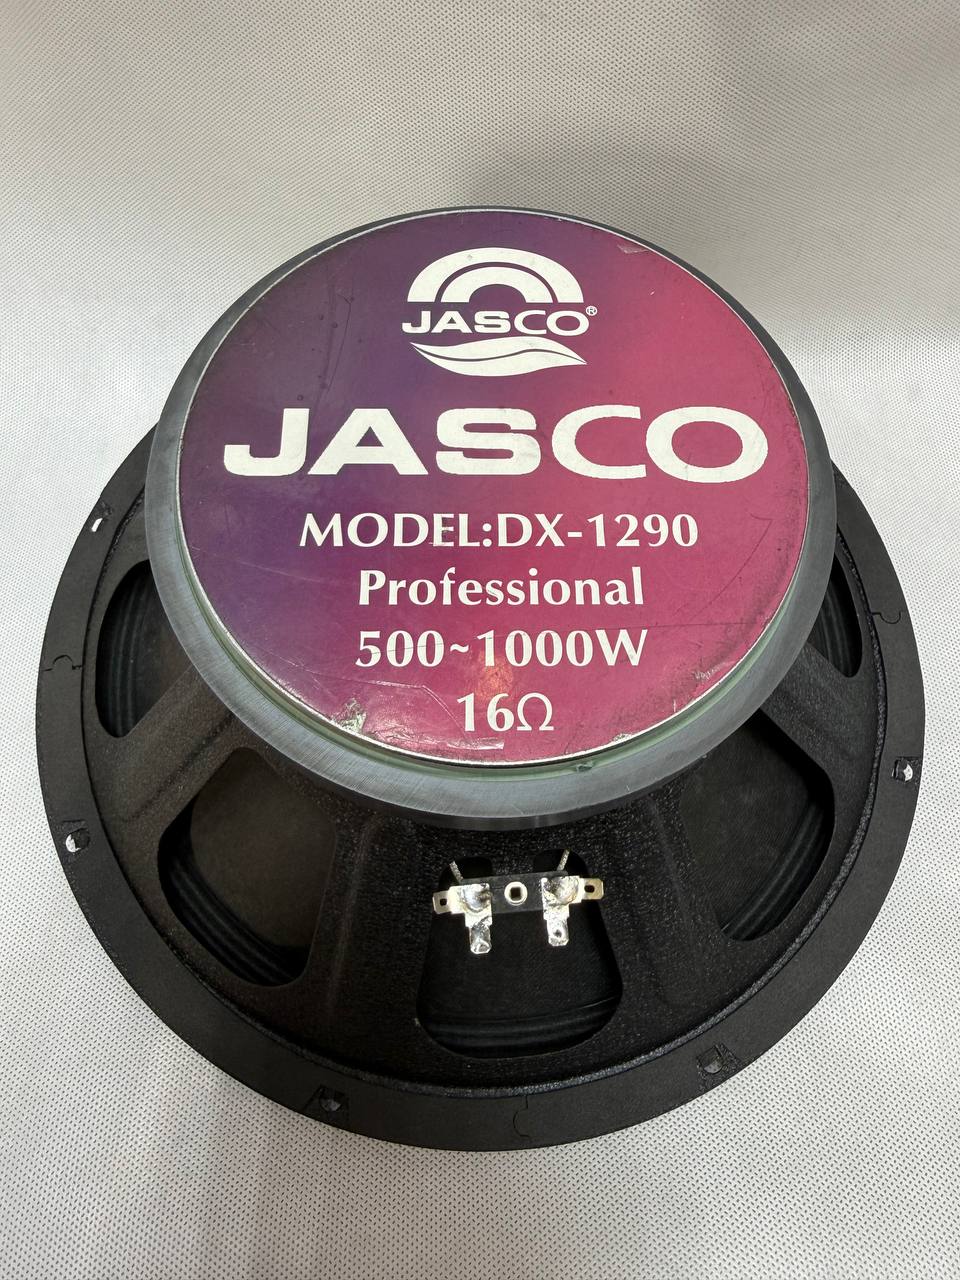 JASCO®
JASCO
MODEL:DX-1290
Professional
500~1000W
16Ω